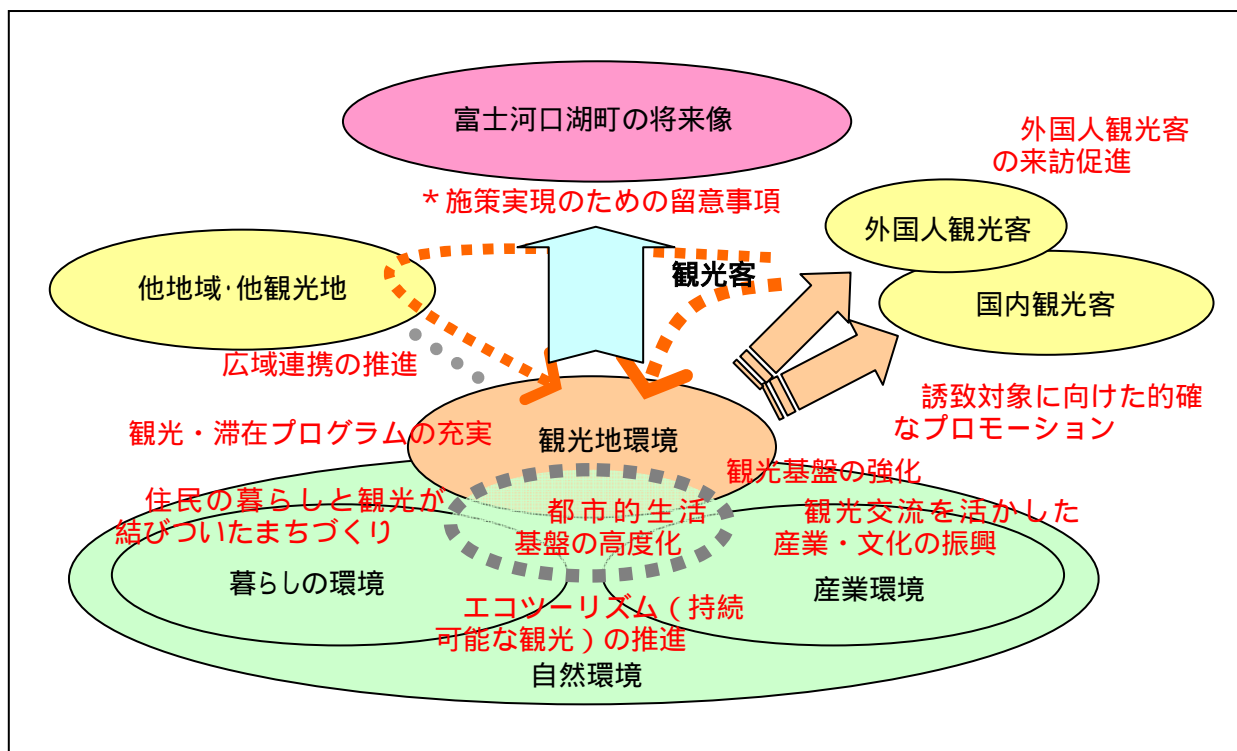 富士河口湖町の将来像
外国人観光客
の来訪促進
*施策実現のための留意事項
外国人観光客
観光客
他地域・他観光地
国内観光客
広域連携の推進
誘致対象に向けた的確
なプロモーション
観光・滞在プログラムの充実
観光地環境
観光基盤の強化
住民の暮らしと観光が
結びついたまちづくり
都市的生活
基盤の高度化
観光交流を活かした
産業・文化の振興
暮らしの環境
産業環境
エコツーリズム(持続
可能な観光)の推進
自然環境